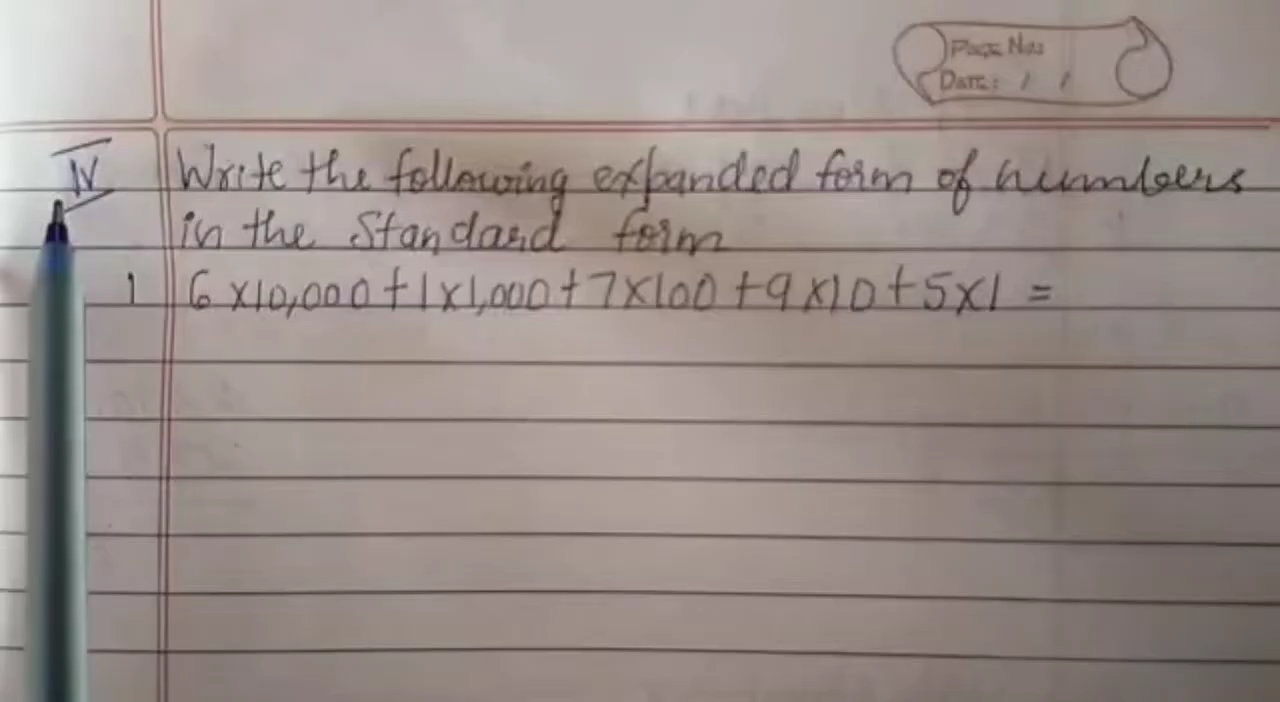 Page No.:
Date: / /
IV Write the following expanded form of numbers
in the Standard form
1 6×10,000+1×1,000+7×100+9×10+5×1 =